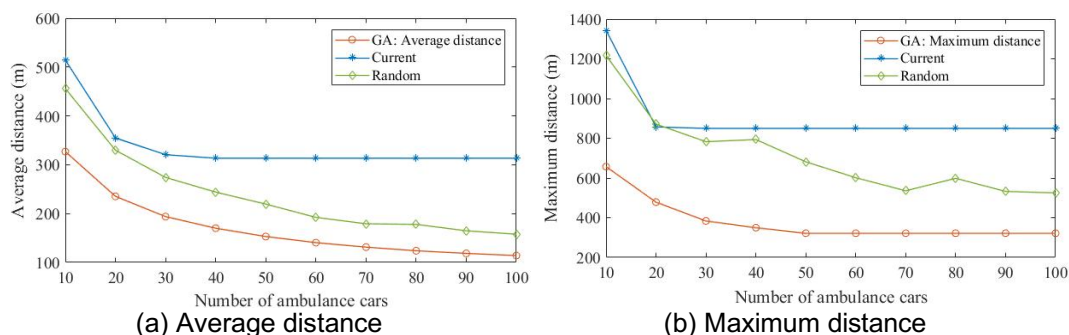 600
500
400
300
200
100
Average distance (m)
GA: Average distance
Current
Random
10 20 30 40 50 60 70 80 90 100
Number of ambulance cars
(a) Average distance
1400
1200
1000
800
600
400
200
Maximum distance (m)
GA: Maximum distance
Current
Random
10 20 30 40 50 60 70 80 90 100
Number of ambulance cars
(b) Maximum distance